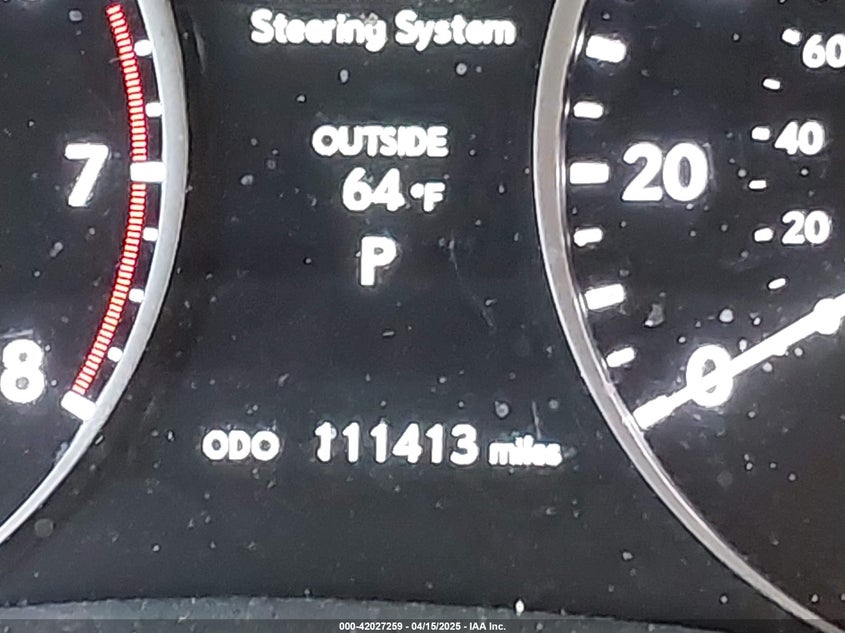 Steering System
60
OUTSIDE
40
7
64°F
20
20
P
8
0
ODO 111413 miles
000-42027259 - 04/15/2025 - IAA Inc.